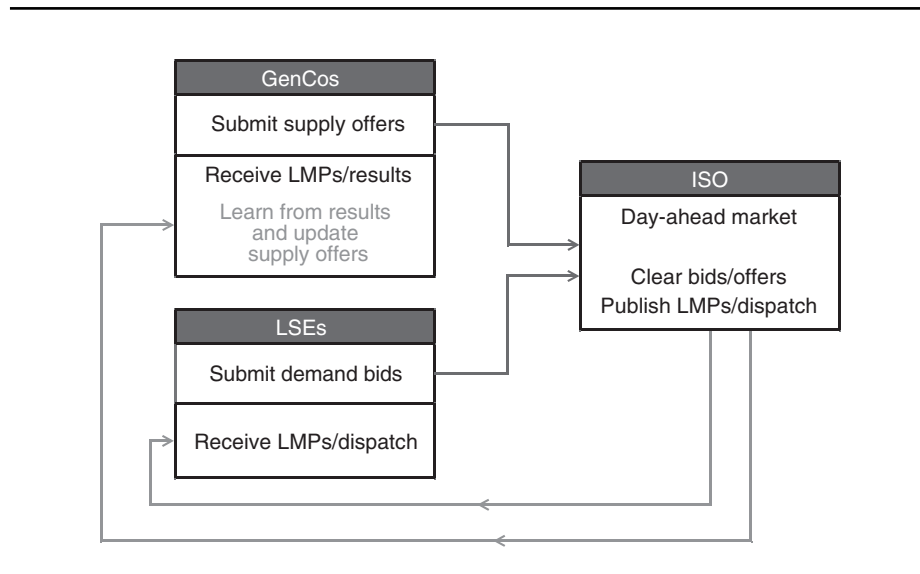 GenCos
Submit supply offers
Receive LMPs/results
Learn from results
and update
supply offers
LSEs
Submit demand bids
Receive LMPs/dispatch
ISO
Day-ahead market
Clear bids/offers
Publish LMPs/dispatch